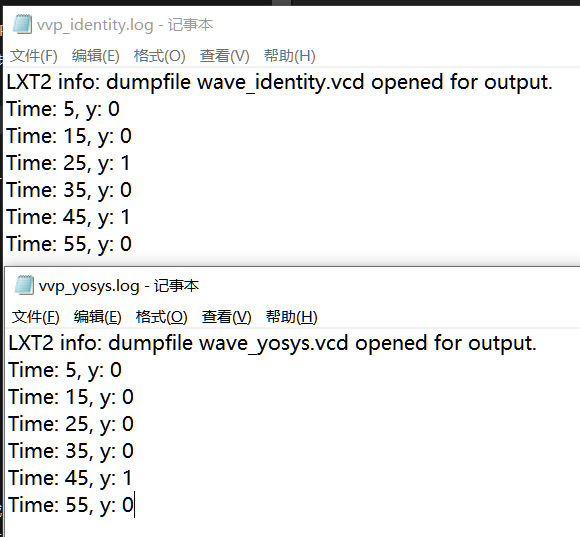 vvp_identity.log - 记事本
文件(F) 编辑(E) 格式(O) 查看(V) 帮助(H)
LXT2 info: dumpfile wave_identity.vcd opened for output.
Time: 5, y: 0
Time: 15, y: 0
Time: 25, y: 1
Time: 35, y: 0
Time: 45, y: 1
Time: 55, y: 0
vvp_yosys.log - 记事本
文件(F) 编辑(E) 格式(O) 查看(V) 帮助(H)
LXT2 info: dumpfile wave_yosys.vcd opened for output.
Time: 5, y: 0
Time: 15, y: 0
Time: 25, y: 0
Time: 35, y: 0
Time: 45, y: 1
Time: 55, y: 0